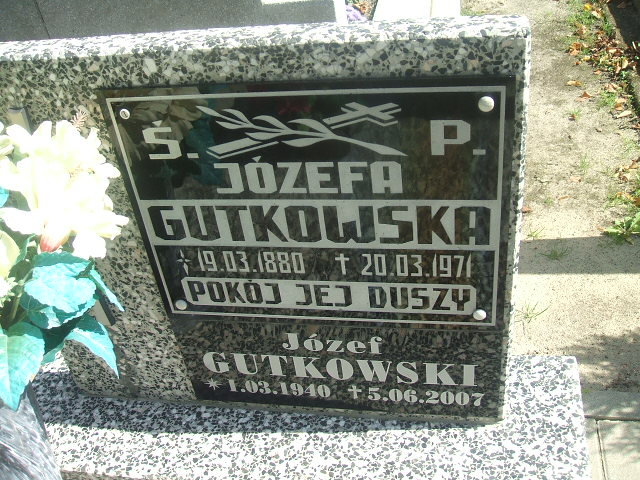 Ś. P.
JÓZEFA
GUTKOWSKA
* 19.03.1880 † 20.03.1971
POKÓJ JEJ DUSZY
Józef
GUTKOWSKI
* 1.03.1940 † 5.06.2007